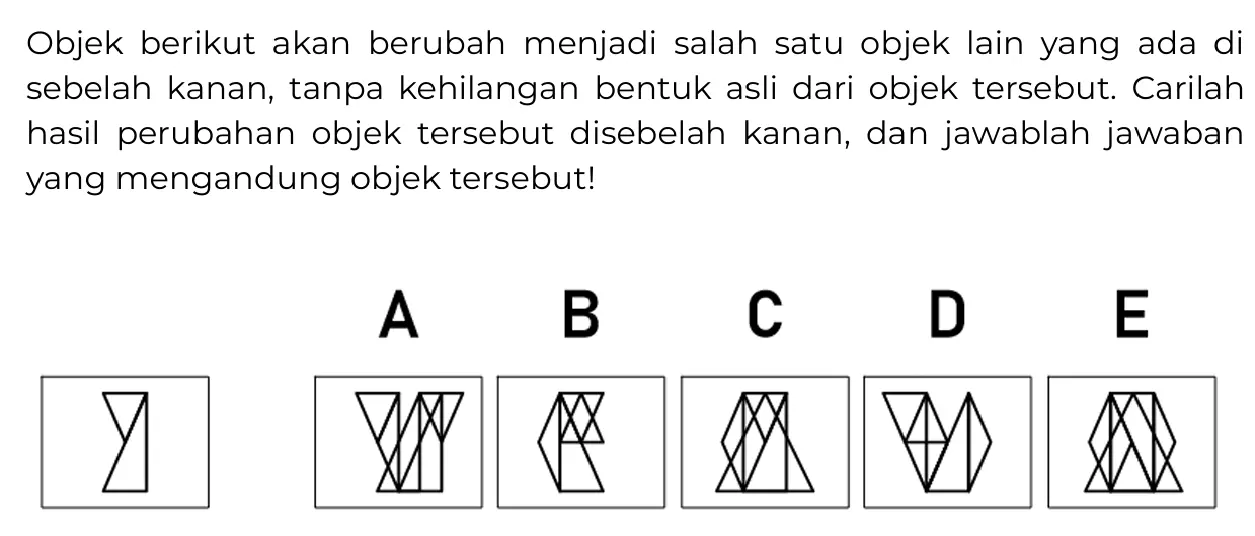 Objek berikut akan berubah menjadi salah satu objek lain yang ada di
sebelah kanan, tanpa kehilangan bentuk asli dari objek tersebut. Carilah
hasil perubahan objek tersebut disebelah kanan, dan jawablah jawaban
yang mengandung objek tersebut!
A B C D E